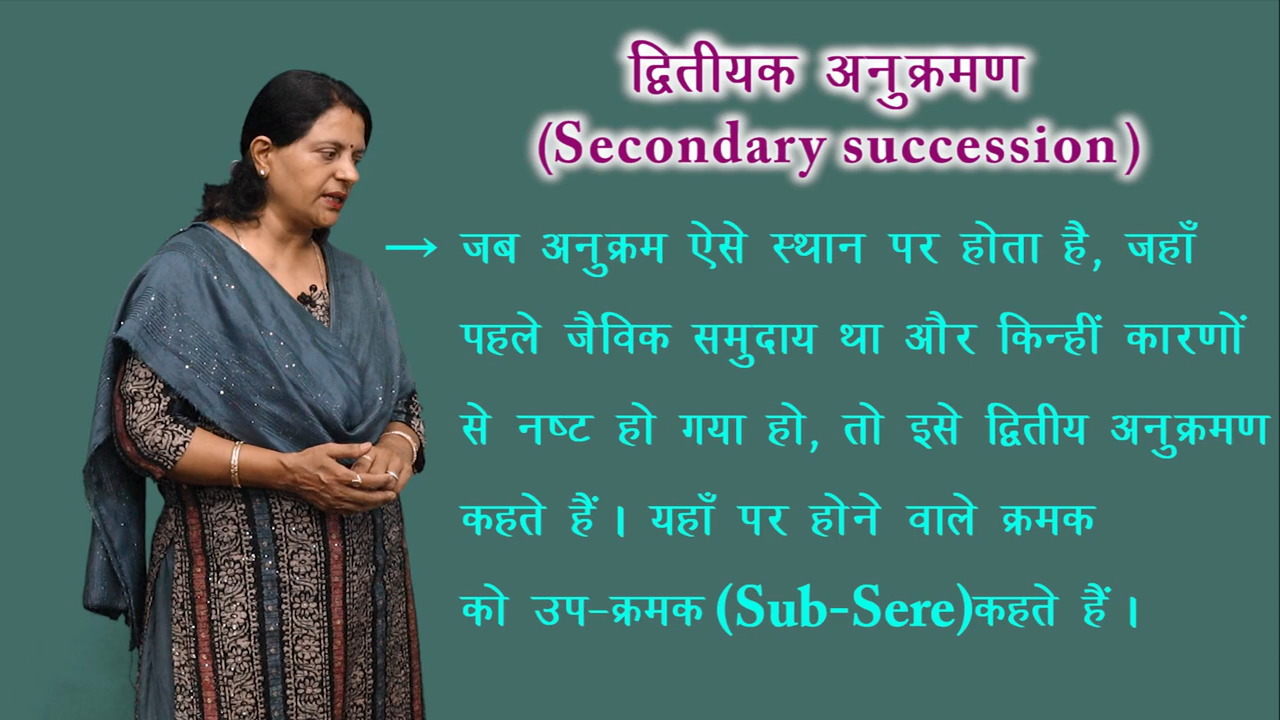 द्वितीयक अनुक्रमण
(Secondary succession)
→ जब अनुक्रम ऐसे स्थान पर होता है, जहाँ
पहले जैविक समुदाय था और किन्हीं कारणों
से नष्ट हो गया हो, तो इसे द्वितीय अनुक्रमण
कहते हैं । यहाँ पर होने वाले क्रमक
को उप-क्रमक (Sub-Sere)कहते हैं ।